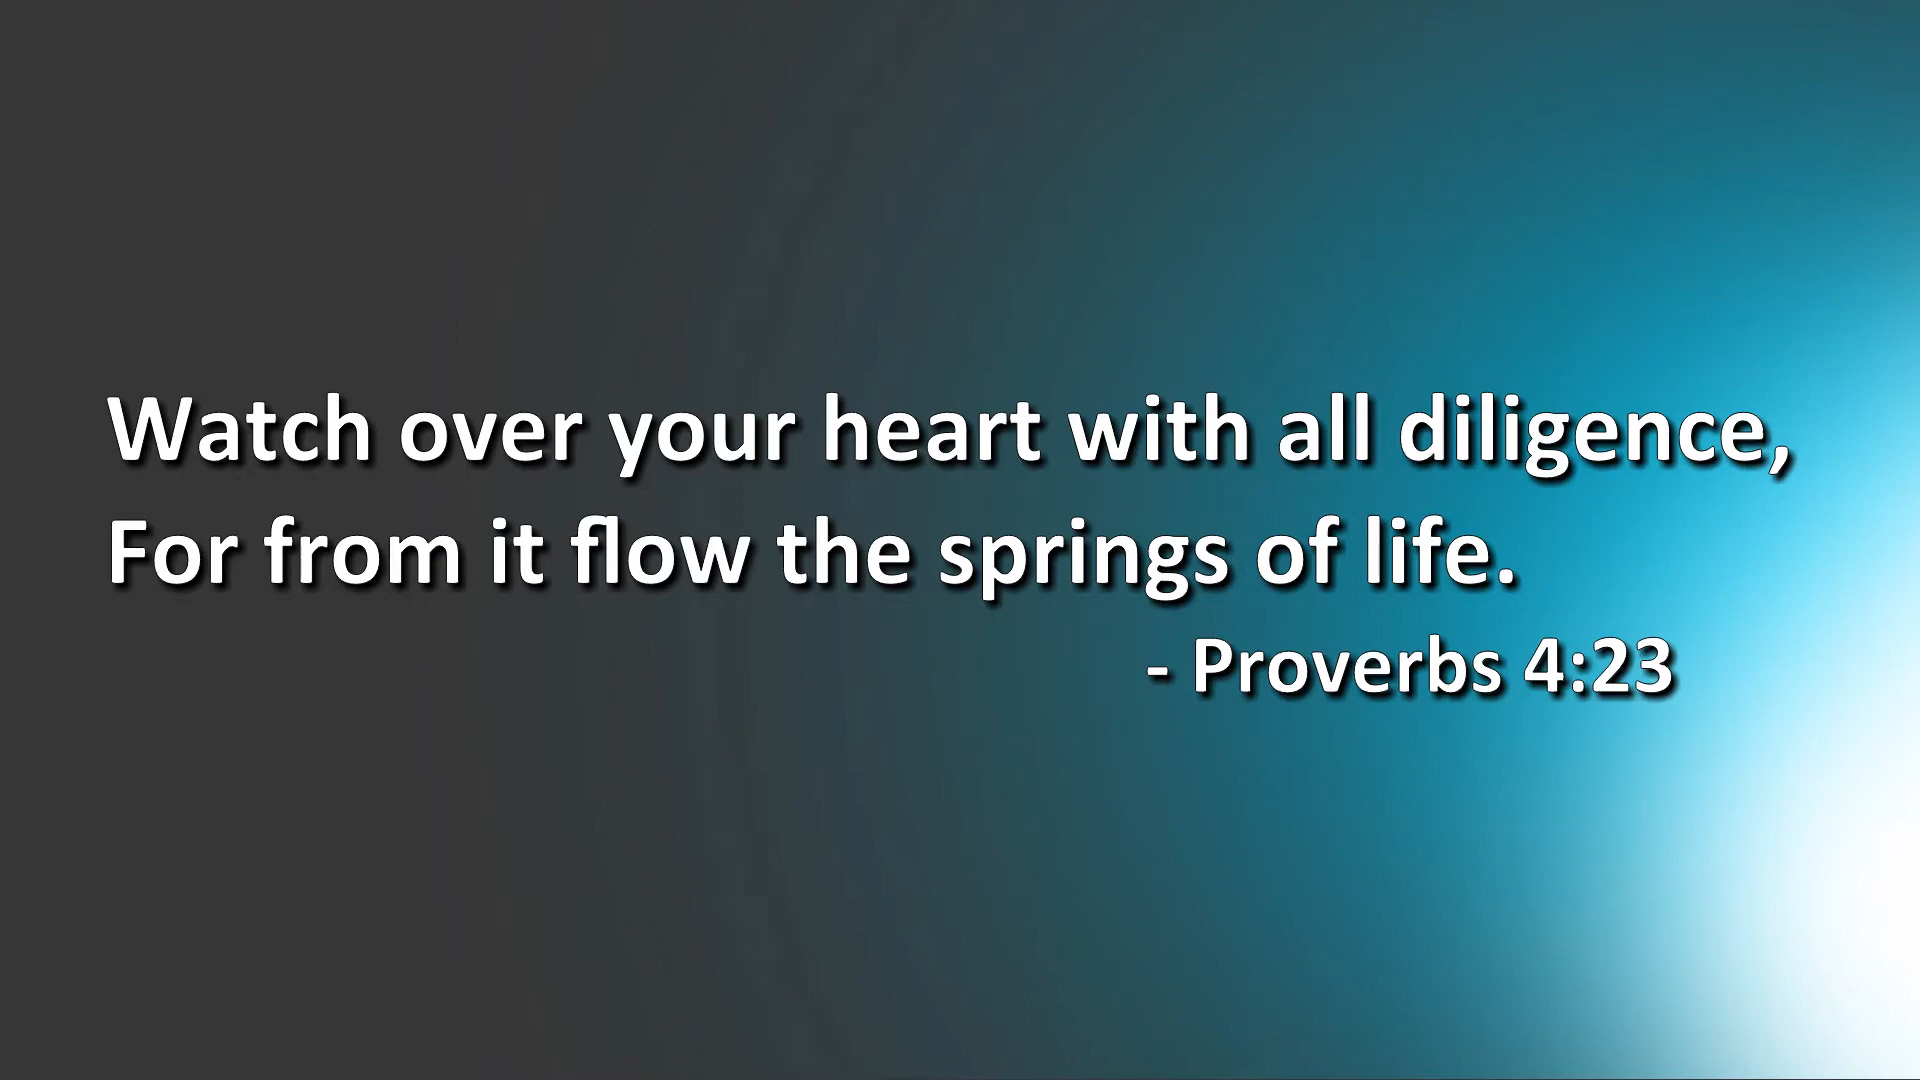 Watch over your heart with all diligence,
For from it flow the springs of life.
- Proverbs 4:23